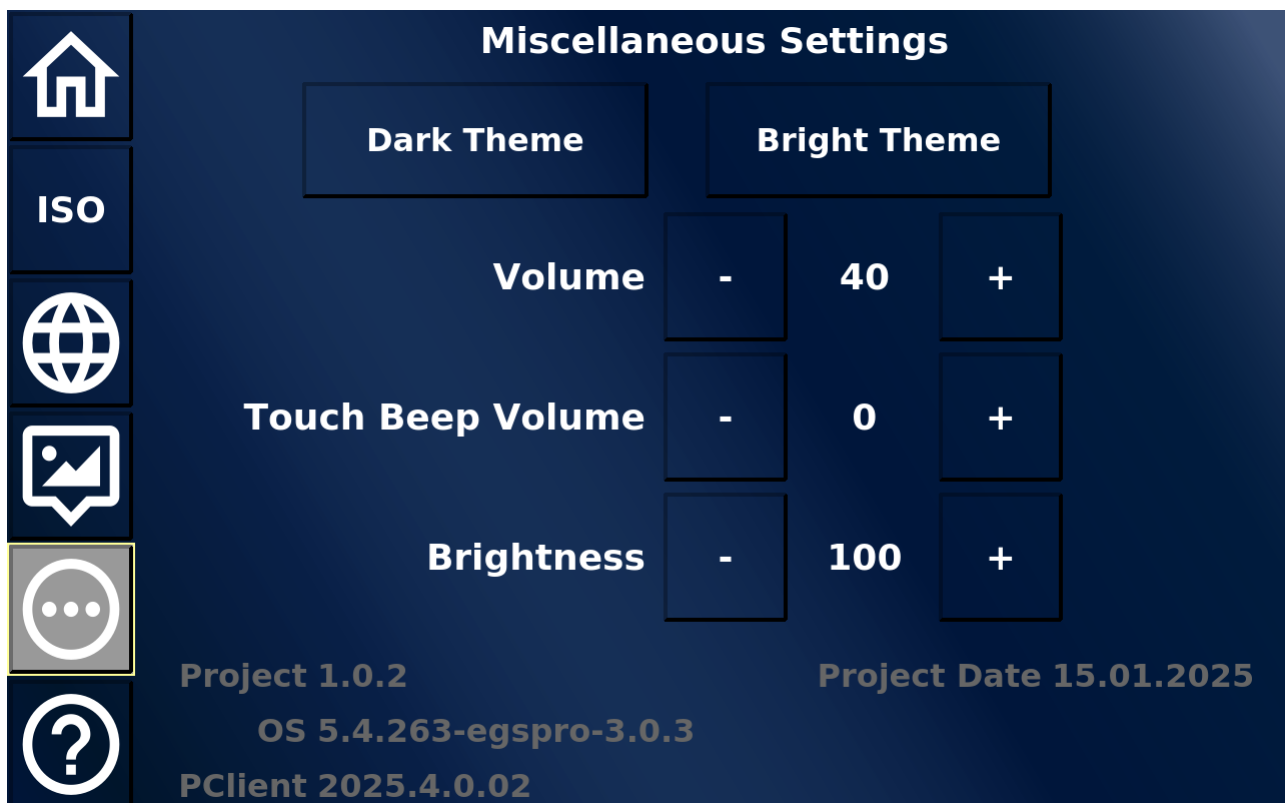 Miscellaneous Settings
Dark Theme Bright Theme
ISO
Volume - 40 +
Touch Beep Volume - 0 +
Brightness - 100 +
Project 1.0.2 Project Date 15.01.2025
OS 5.4.263-egspro-3.0.3
PClient 2025.4.0.02